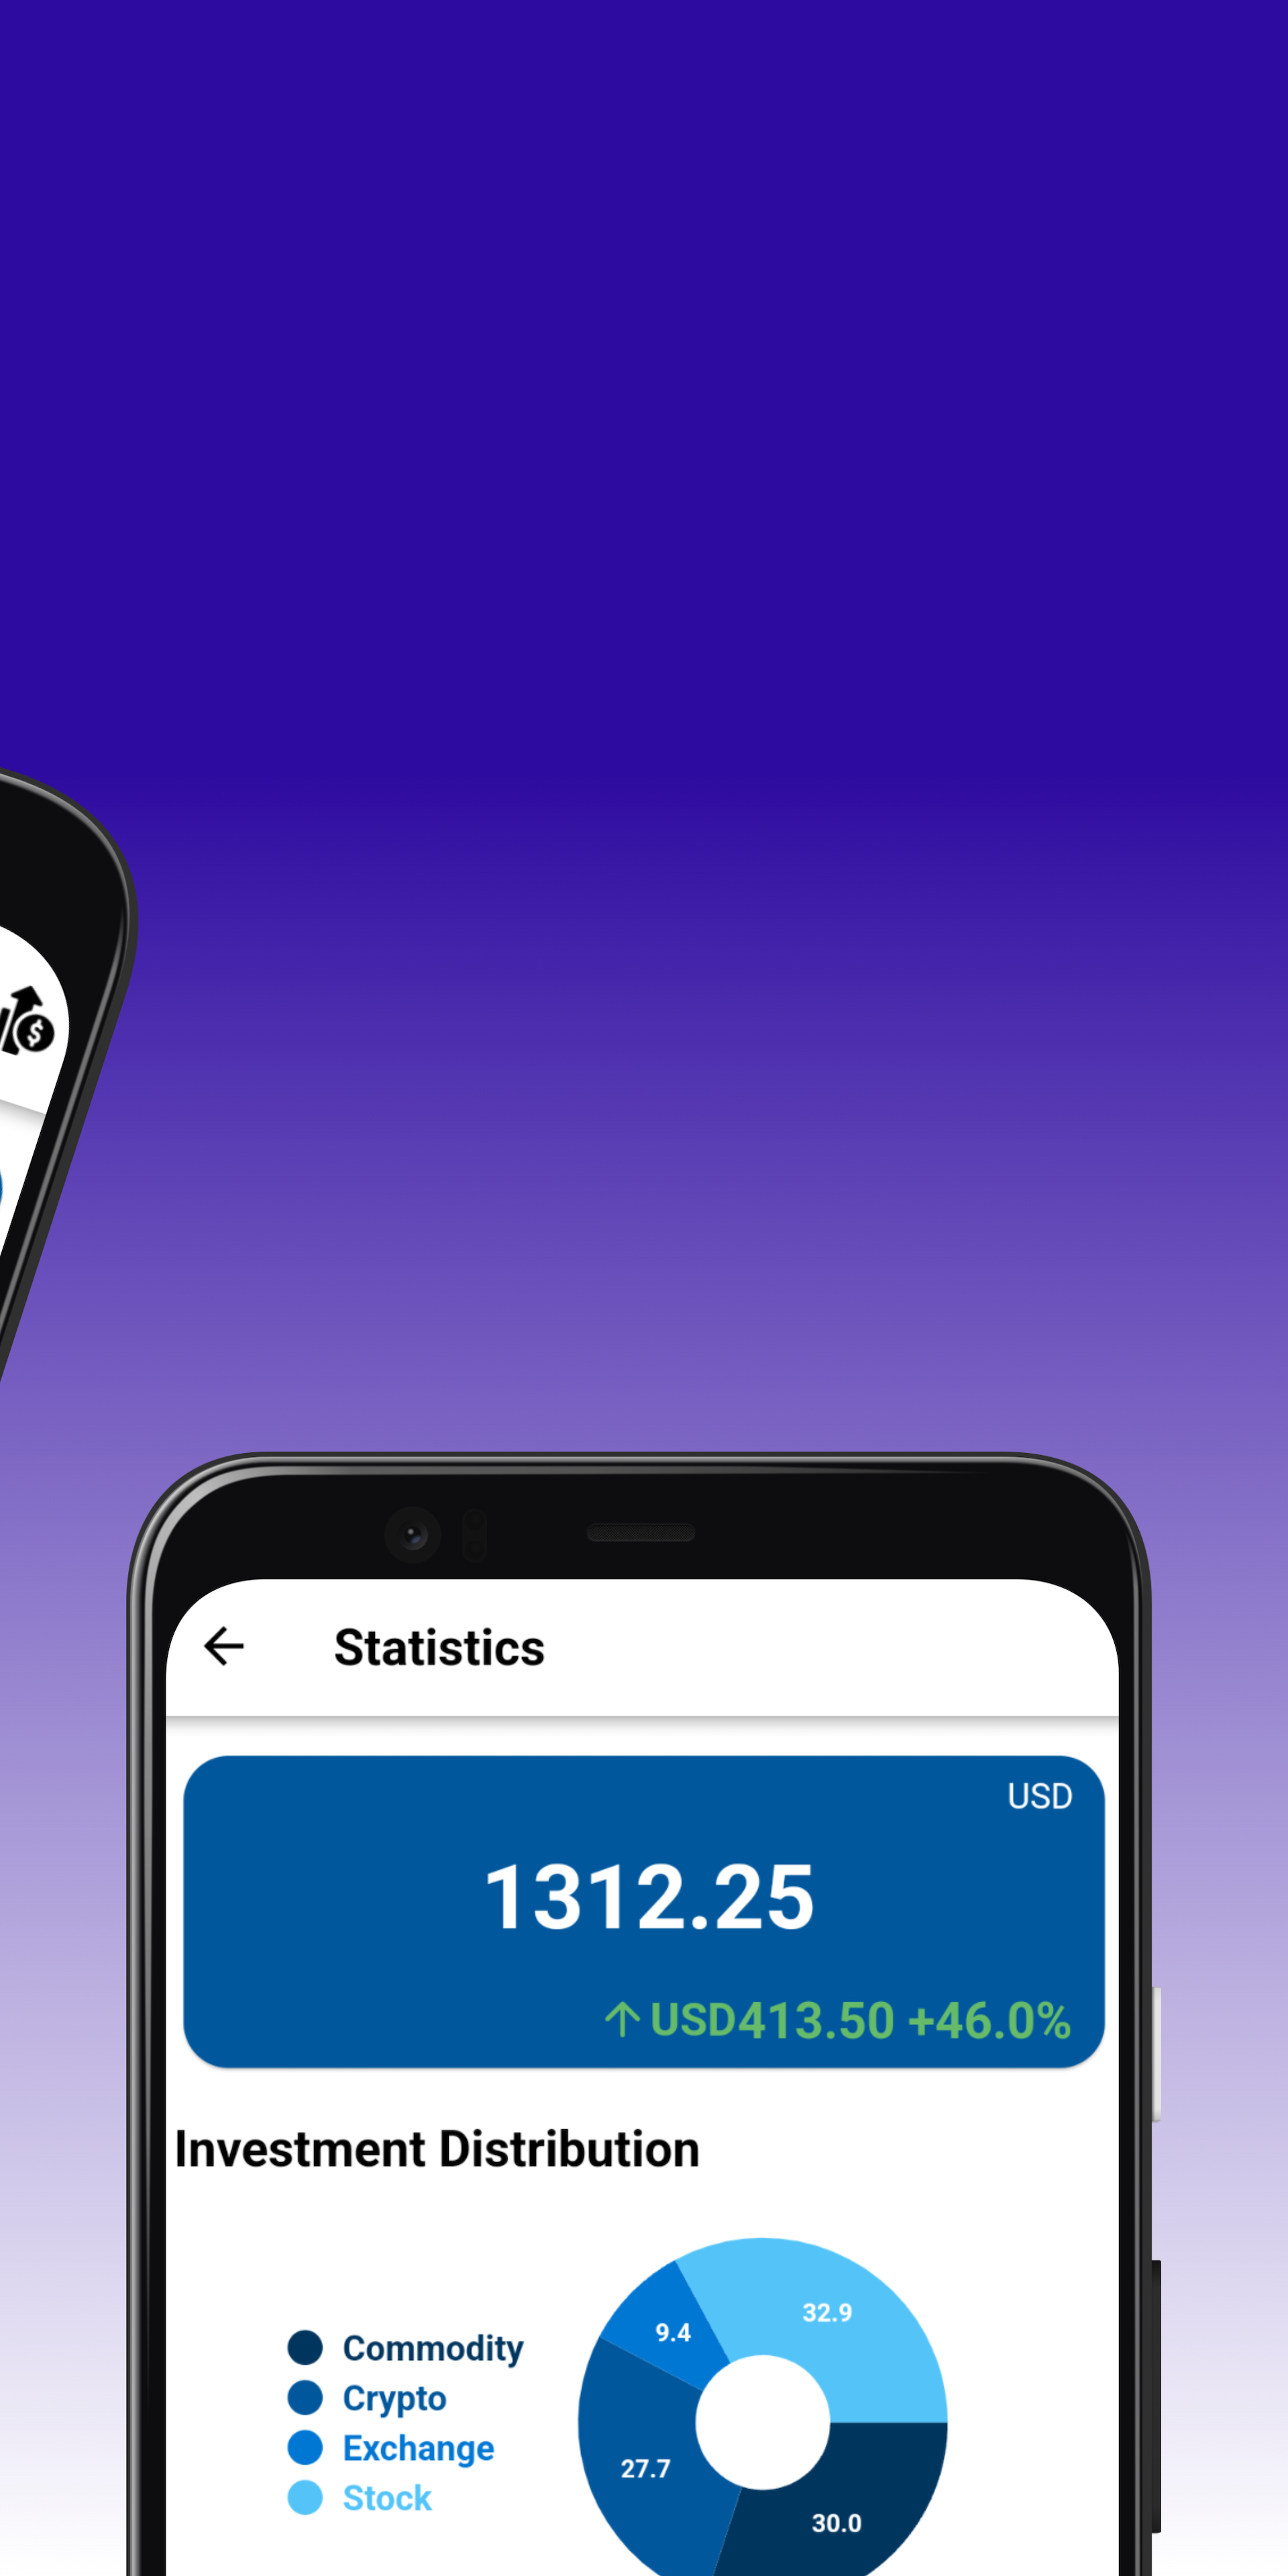 Statistics
USD
1312.25
↑ USD413.50 +46.0%
Investment Distribution
Commodity
Crypto
Exchange
Stock
32.9
9.4
27.7
30.0